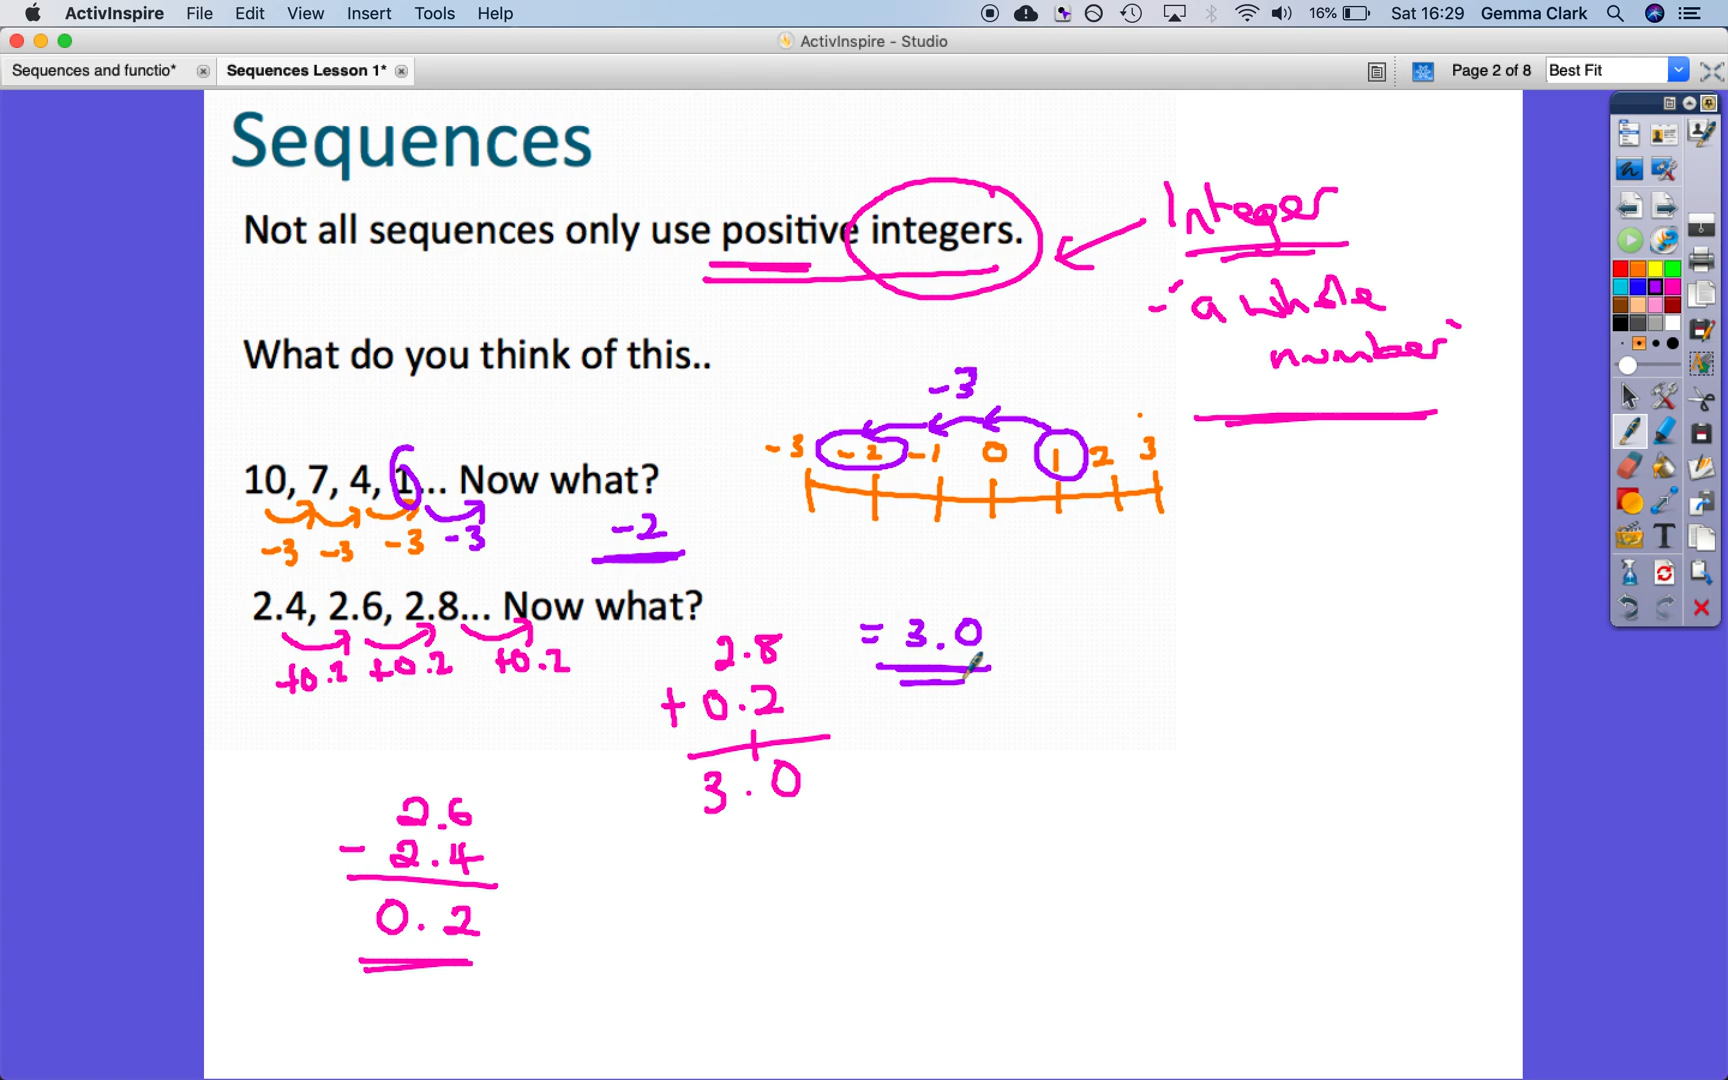 ActivInspire File Edit View Insert Tools Help 16% Sat 16:29 Gemma Clark
ActivInspire - Studio
Sequences and functio* Sequences Lesson 1* Page 2 of 8 Best Fit
Sequences
Not all sequences only use positive integers.
Integer
- "a whole
number"
What do you think of this..
-3
-3 -2 -1 0 1 2 3
10, 7, 4, 1... Now what?
-3 -3 -3 -3
-2
2.4, 2.6, 2.8... Now what?
+0.2 +0.2 +0.2
2.8
+ 0.2
1
3.0
= 3.0
2.6
- 2.4
0.2
T